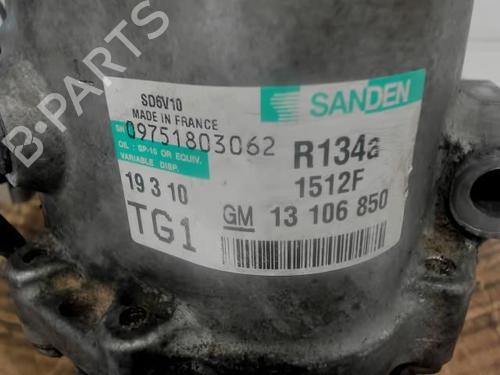 B-PARTS
SD6V10
MADE IN FRANCE
SANDEN
SN 09751803062
OIL : SP-10 OR EQUIV.
VARIABLE DISP.
R134a
19 3 10
1512F
TG1
GM 13 106 850